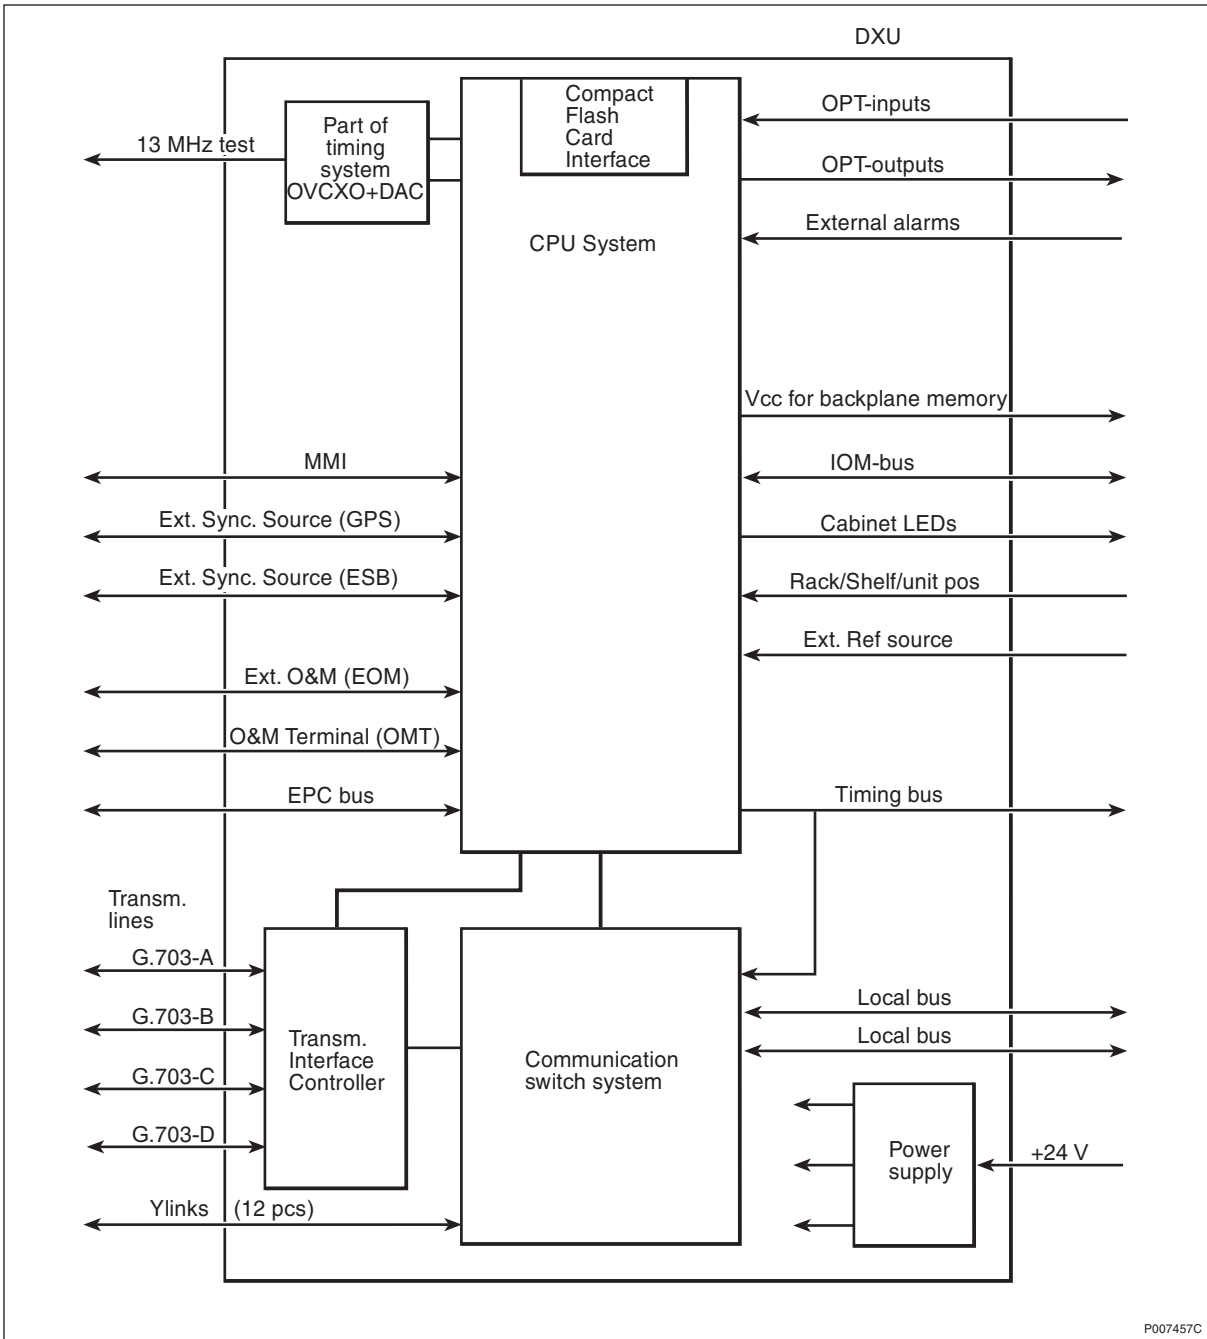 DXU
Compact
Flash
Card
Interface
Part of
timing
system
OVCXO+DAC
13 MHz test
OPT-inputs
OPT-outputs
External alarms
CPU System
Vcc for backplane memory
MMI
IOM-bus
Ext. Sync. Source (GPS)
Cabinet LEDs
Ext. Sync. Source (ESB)
Rack/Shelf/unit pos
Ext. Ref source
Ext. O&M (EOM)
O&M Terminal (OMT)
EPC bus
Timing bus
Transm.
lines
G.703-A
G.703-B
G.703-C
G.703-D
Transm.
Interface
Controller
Communication
switch system
Local bus
Local bus
Power
supply
+24 V
Ylinks (12 pcs)
P007457C